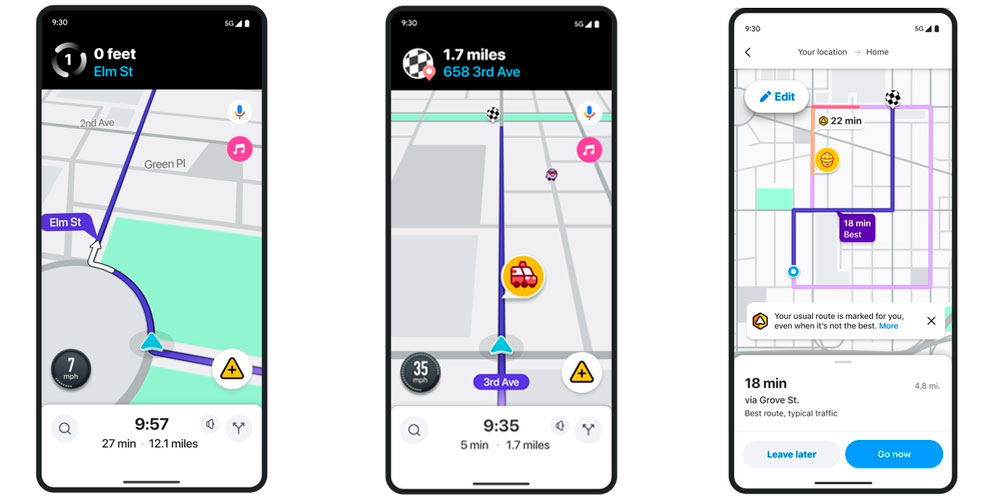 9:30
5G
1
0 feet
Elm St
2nd Ave
Green Pl
Elm St
7
mph
9:57
27 min · 12.1 miles
9:30
5G
1.7 miles
658 3rd Ave
35
mph
3rd Ave
9:35
5 min · 1.7 miles
9:30
5G
Your location → Home
Edit
22 min
18 min
Best
Your usual route is marked for you,
even when it's not the best. More
18 min
4.8 mi.
via Grove St.
Best route, typical traffic
Leave later
Go now